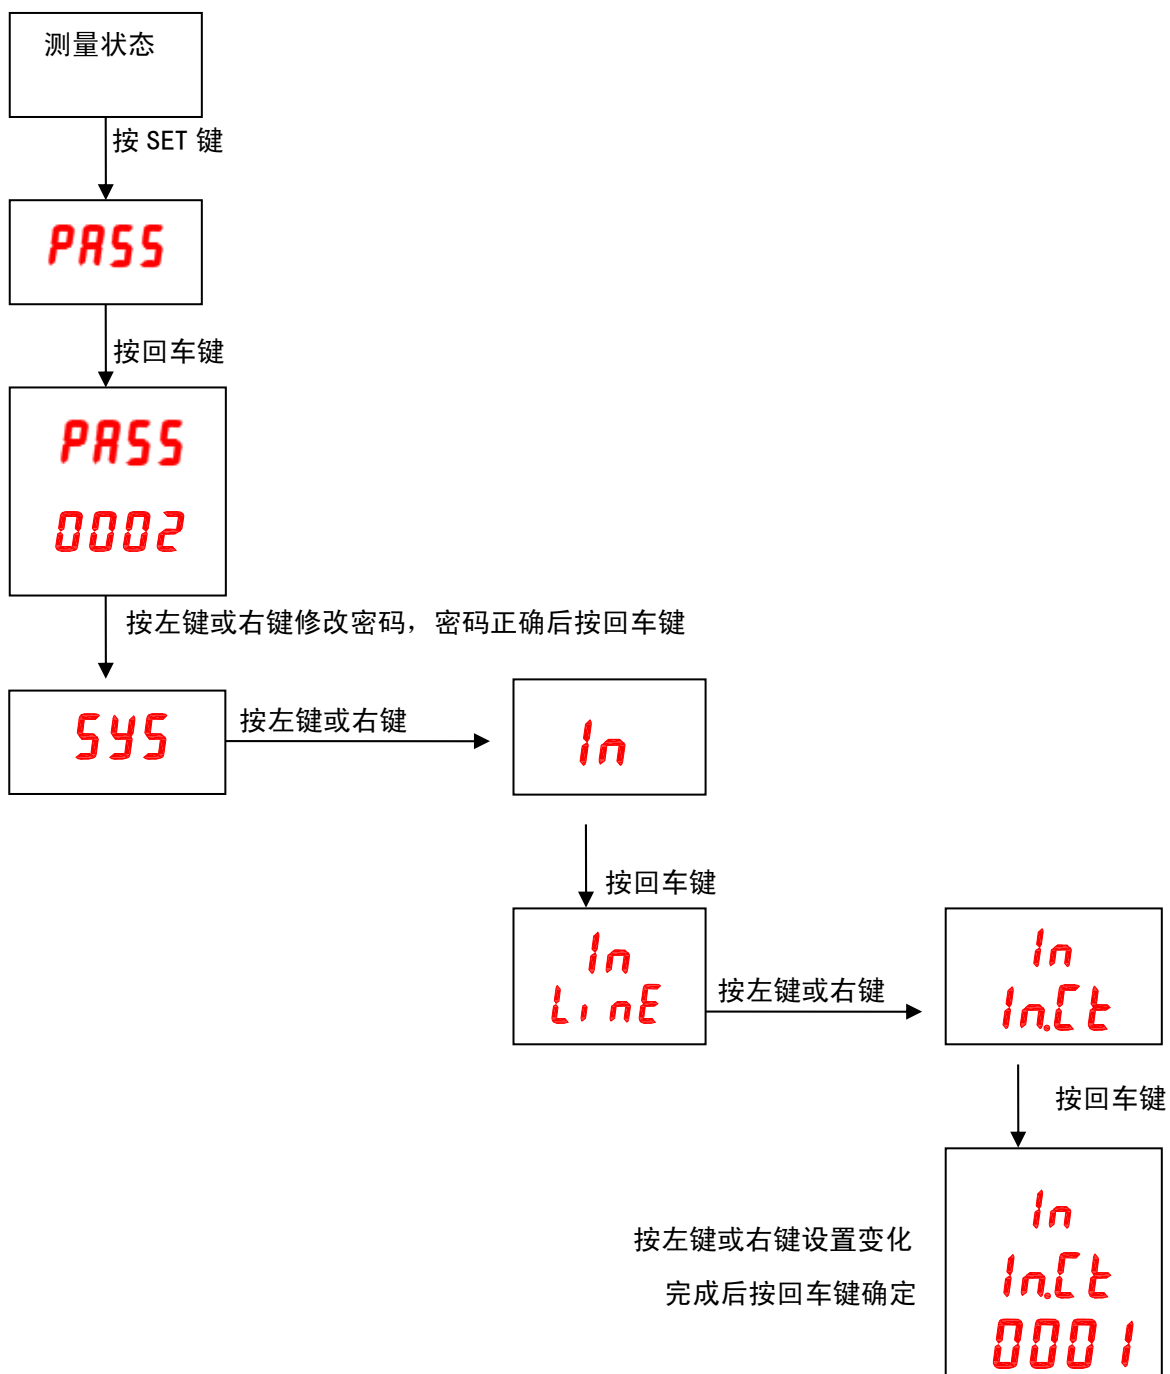 测量状态
按 SET 键
PASS
按回车键
PASS
0002
按左键或右键修改密码，密码正确后按回车键
SYS
按左键或右键
In
按回车键
In
LinE
按左键或右键
In
In.Ct
按回车键
In
In.Ct
0001
按左键或右键设置变化
完成后按回车键确定